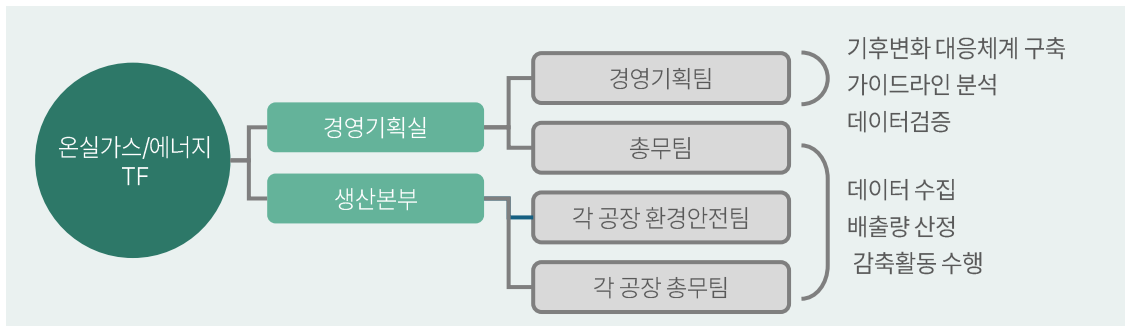 온실가스/에너지
TF
경영기획실
생산본부
경영기획팀
총무팀
각 공장 환경안전팀
각 공장 총무팀
기후변화 대응체계 구축
가이드라인 분석
데이터검증
데이터 수집
배출량 산정
감축활동 수행